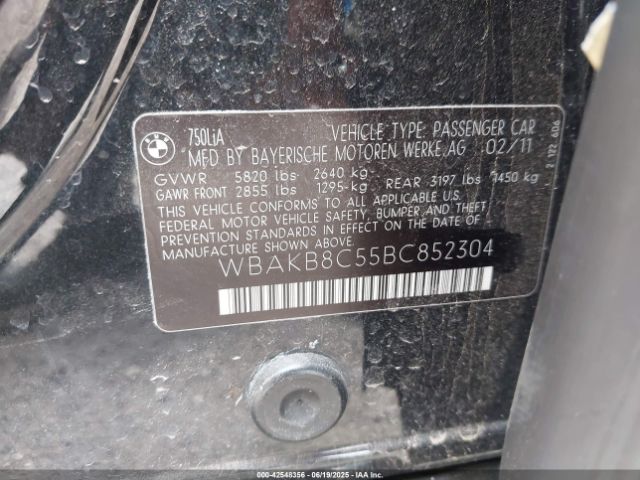 BMW
750LiA VEHICLE TYPE: PASSENGER CAR
MFD BY BAYERISCHE MOTOREN WERKE AG 02/11
GVWR 5820 lbs 2640 kg
GAWR FRONT 2855 lbs 1295 kg REAR 3197 lbs 1450 kg
THIS VEHICLE CONFORMS TO ALL APPLICABLE U.S.
FEDERAL MOTOR VEHICLE SAFETY, BUMPER, AND THEFT
PREVENTION STANDARDS IN EFFECT ON THE DATE OF
MANUFACTURE SHOWN ABOVE.
WBAKB8C55BC852304
IAA 42548356 06/19/2025 IAAI.COM